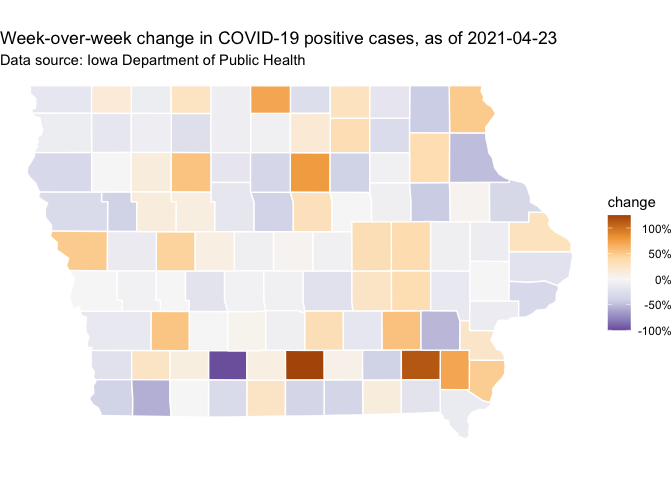 Week-over-week change in COVID-19 positive cases, as of 2021-04-23
Data source: Iowa Department of Public Health
change
100%
50%
0%
-50%
-100%